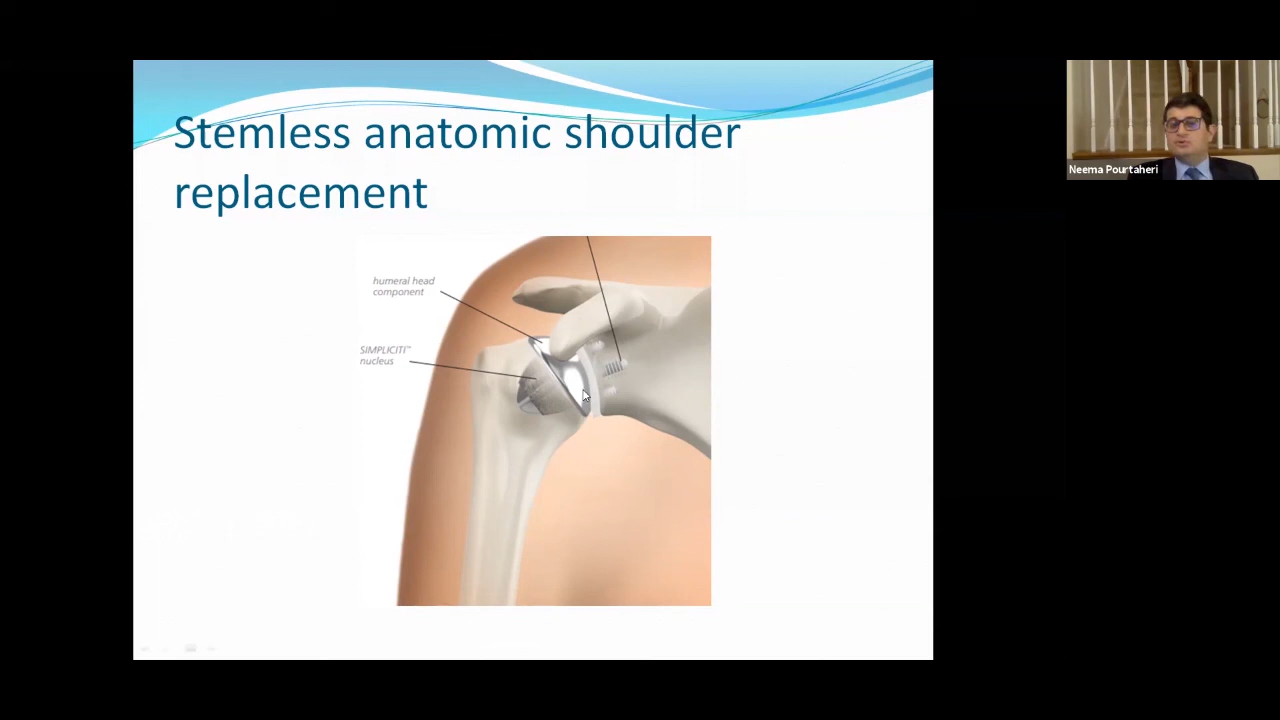 Stemless anatomic shoulder
replacement
humeral head
component
SIMPLICITI™
nucleus
Neema Pourtaheri